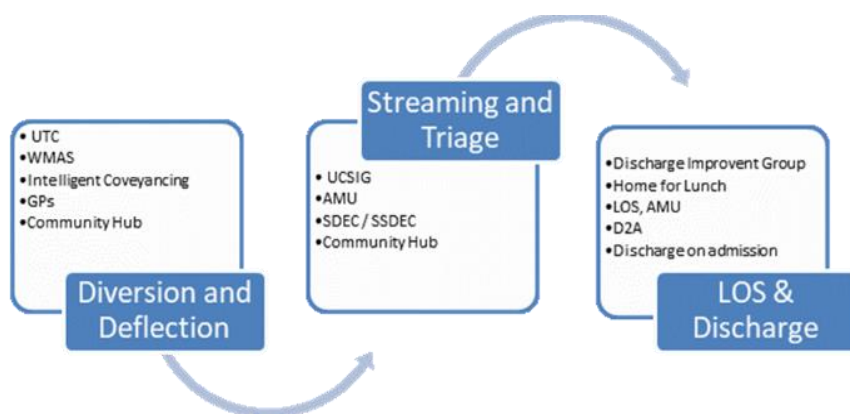 • UTC
• WMAS
•Intelligent Coveyancing
•GPs
•Community Hub
Diversion and
Deflection
Streaming and
Triage
• UCSIG
•AMU
•SDEC / SSDEC
•Community Hub
•Discharge Improvent Group
•Home for Lunch
•LOS, AMU
•D2A
•Discharge on admission
LOS &
Discharge